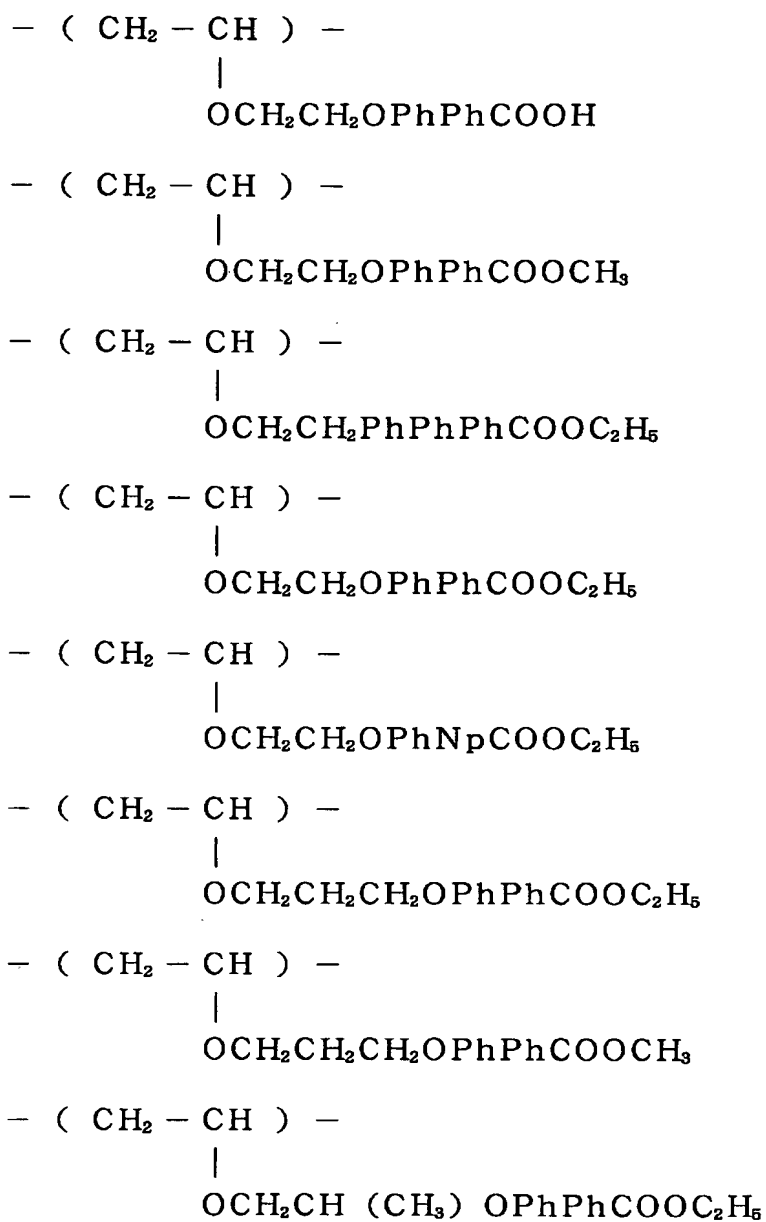 — ( CH₂ — CH ) —
|
OCH₂CH₂OPhPhCOOH
— ( CH₂ — CH ) —
|
OCH₂CH₂OPhPhCOOCH₃
— ( CH₂ — CH ) —
|
OCH₂CH₂PhPhPhCOOC₂H₅
— ( CH₂ — CH ) —
|
OCH₂CH₂OPhPhCOOC₂H₅
— ( CH₂ — CH ) —
|
OCH₂CH₂OPhNpCOOC₂H₅
— ( CH₂ — CH ) —
|
OCH₂CH₂CH₂OPhPhCOOC₂H₅
— ( CH₂ — CH ) —
|
OCH₂CH₂CH₂OPhPhCOOCH₃
— ( CH₂ — CH ) —
|
OCH₂CH (CH₃) OPhPhCOOC₂H₅